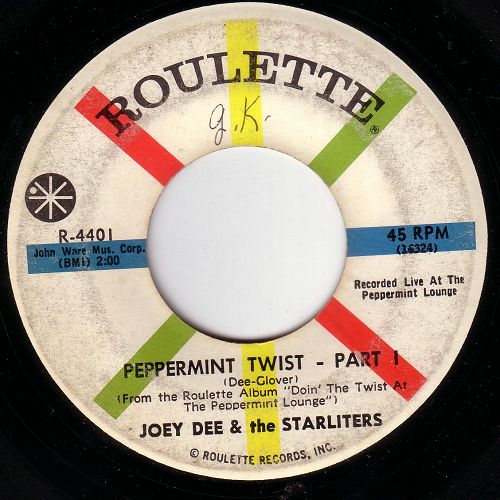 ROULETTE®
g.K.
R-4401
John Ware Mus. Corp.
(BMI) 2:00
45 RPM
(16324)
Recorded Live At The
Peppermint Lounge
PEPPERMINT TWIST - PART I
(Dee-Glover)
(From the Roulette Album "Doin' The Twist At
The Peppermint Lounge")
JOEY DEE & the STARLITERS
© ROULETTE RECORDS, INC.